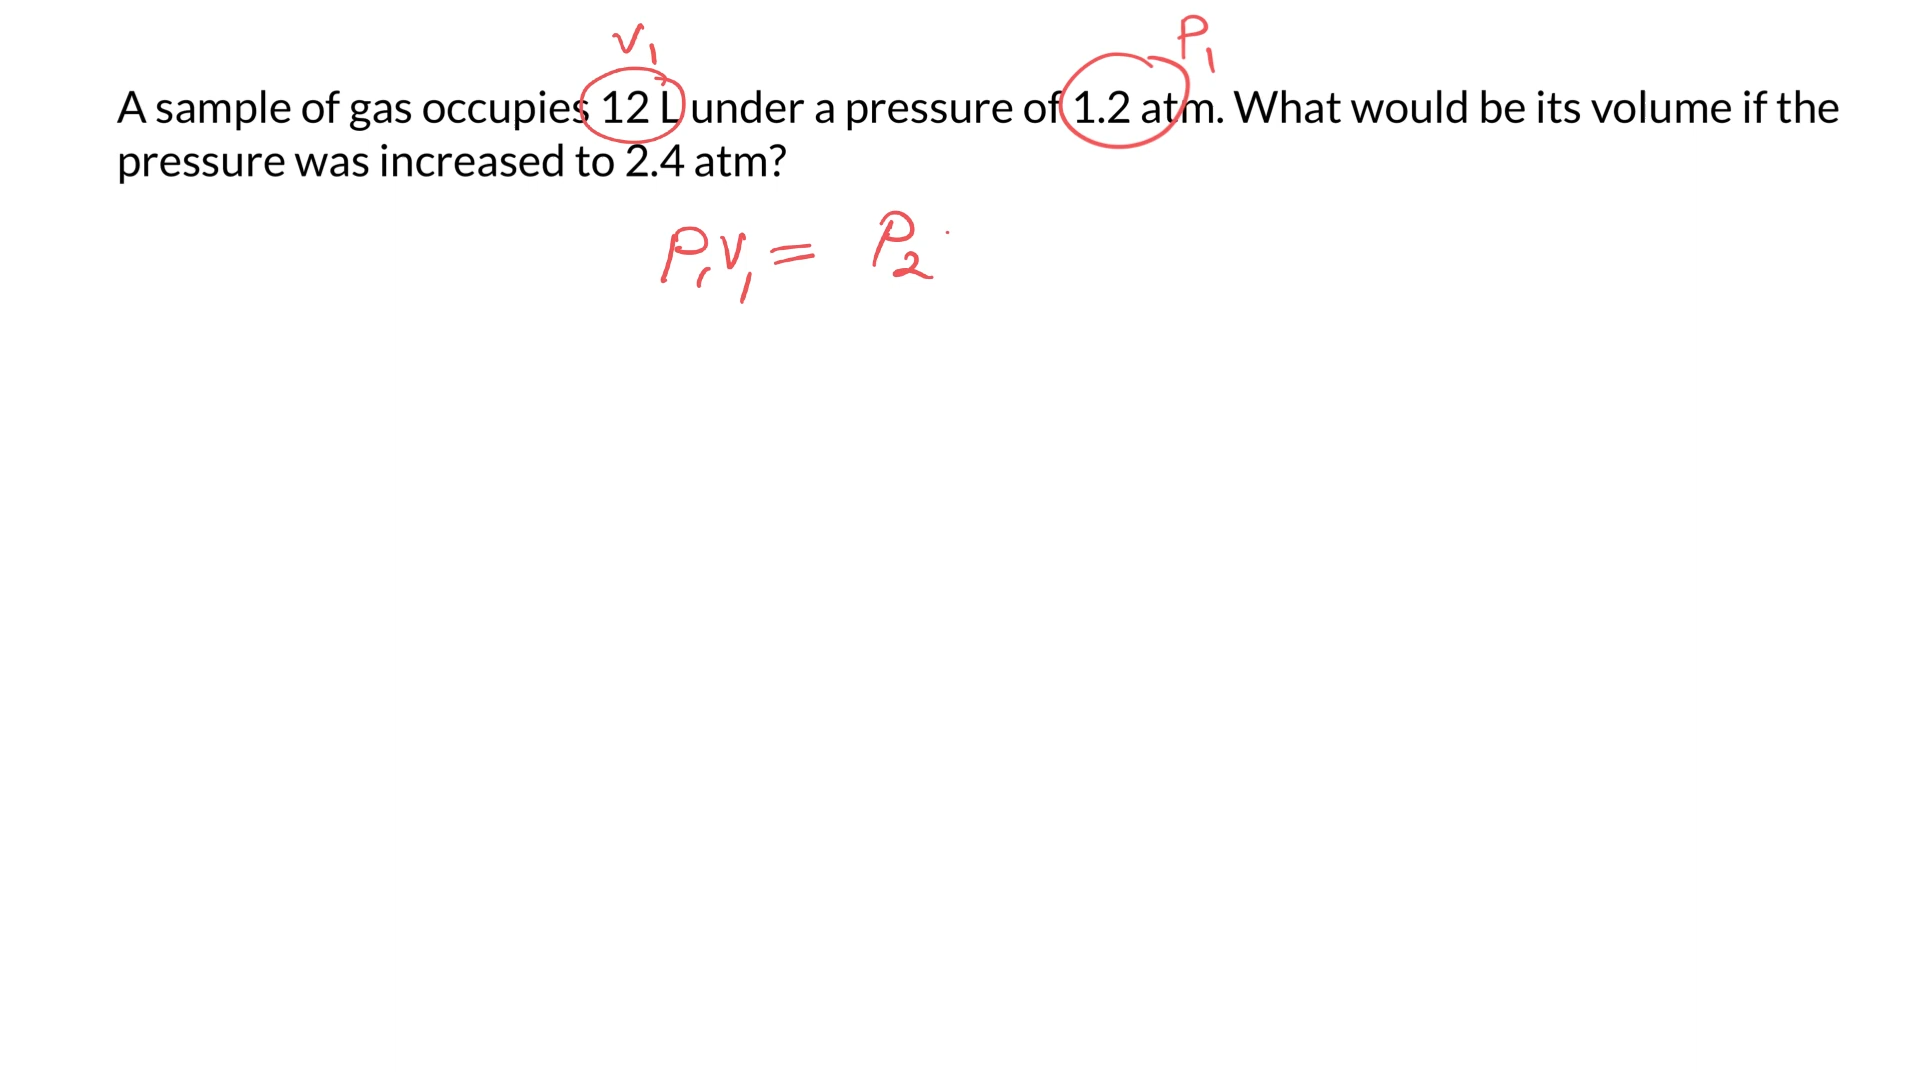 V₁ P₁
A sample of gas occupies 12 L under a pressure of 1.2 atm. What would be its volume if the
pressure was increased to 2.4 atm?
P₁V₁ = P₂